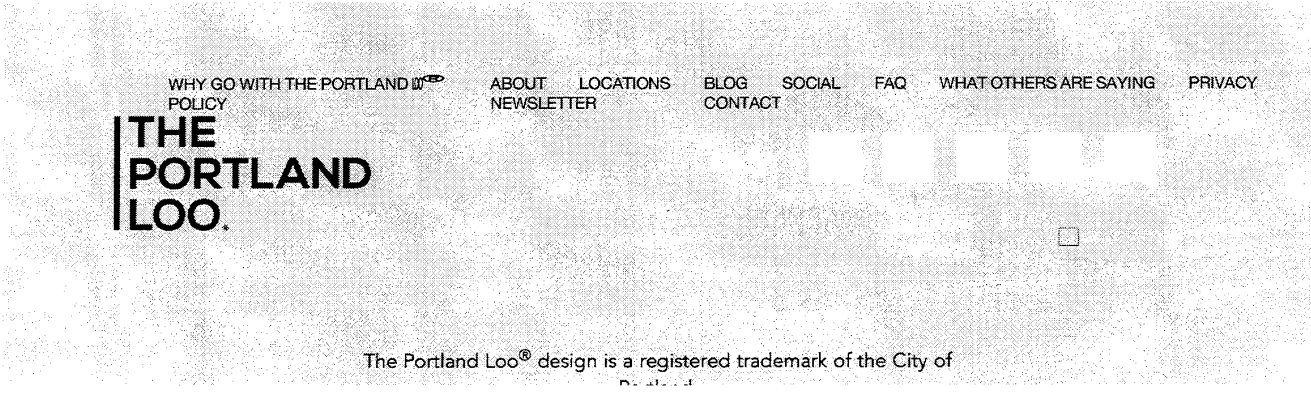 WHY GO WITH THE PORTLAND ABOUT LOCATIONS BLOG SOCIAL FAQ WHAT OTHERS ARE SAYING PRIVACY
POLICY NEWSLETTER CONTACT
THE
PORTLAND
LOO.
The Portland Loo® design is a registered trademark of the City of